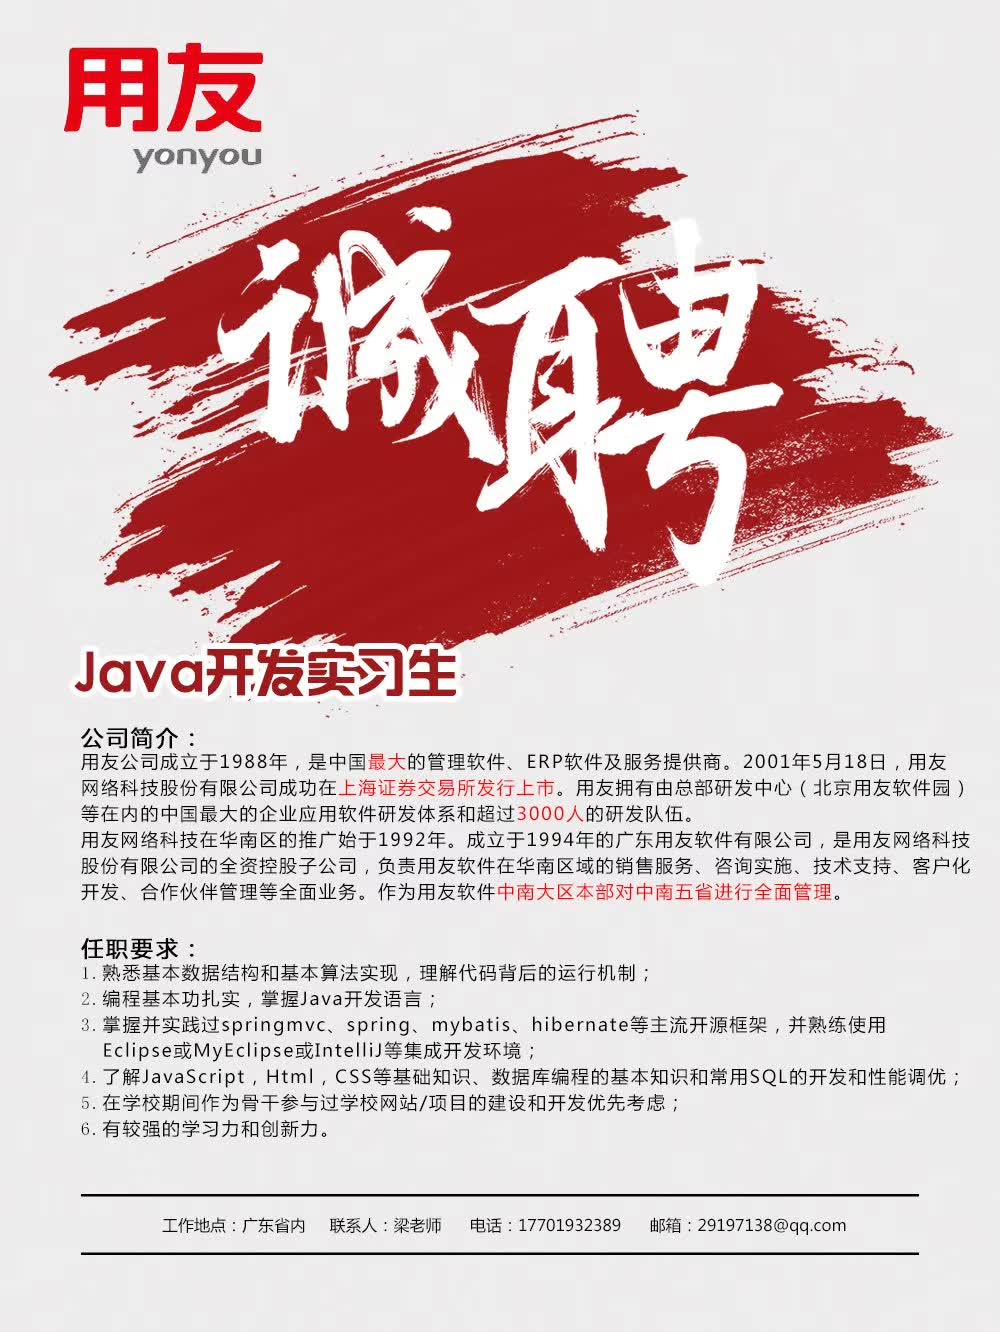 用友
yonyou
诚聘
Java开发实习生
公司简介：
用友公司成立于1988年，是中国最大的管理软件、ERP软件及服务提供商。2001年5月18日，用友
网络科技股份有限公司成功在上海证券交易所发行上市。用友拥有由总部研发中心（北京用友软件园）
等在内的中国最大的企业应用软件研发体系和超过3000人的研发队伍。
用友网络科技在华南区的推广始于1992年。成立于1994年的广东用友软件有限公司，是用友网络科技
股份有限公司的全资控股子公司，负责用友软件在华南区域的销售服务、咨询实施、技术支持、客户化
开发、合作伙伴管理等全面业务。作为用友软件中南大区本部对中南五省进行全面管理。
任职要求：
1. 熟悉基本数据结构和基本算法实现，理解代码背后的运行机制；
2. 编程基本功扎实，掌握Java开发语言；
3. 掌握并实践过springmvc、spring、mybatis、hibernate等主流开源框架，并熟练使用
Eclipse或MyEclipse或IntelliJ等集成开发环境；
4. 了解JavaScript，Html，CSS等基础知识、数据库编程的基本知识和常用SQL的开发和性能调优；
5. 在学校期间作为骨干参与过学校网站/项目的建设和开发优先考虑；
6. 有较强的学习力和创新力。
工作地点：广东省内 联系人：梁老师 电话：17701932389 邮箱：29197138@qq.com